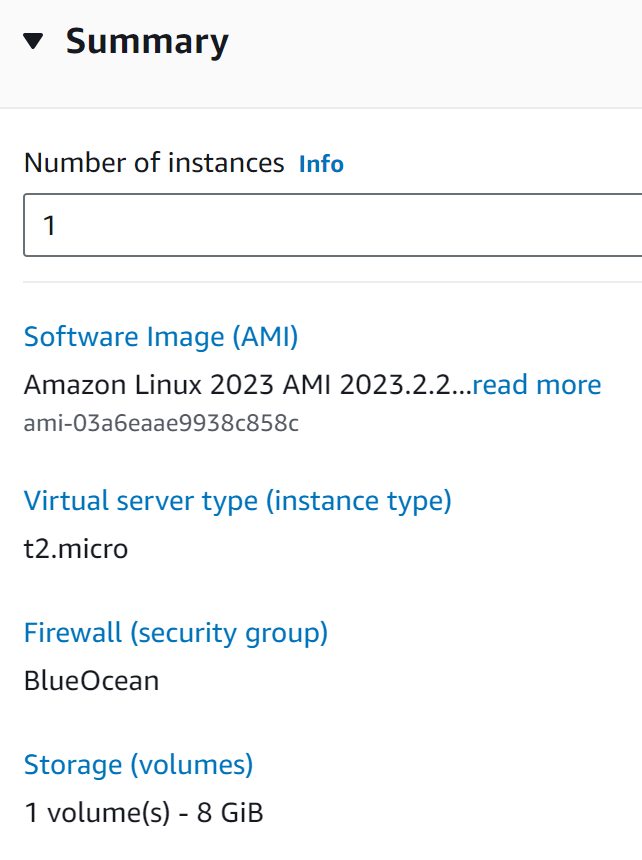 Summary
Number of instances Info
1
Software Image (AMI)
Amazon Linux 2023 AMI 2023.2.2...read more
ami-03a6eaae9938c858c
Virtual server type (instance type)
t2.micro
Firewall (security group)
BlueOcean
Storage (volumes)
1 volume(s) - 8 GiB